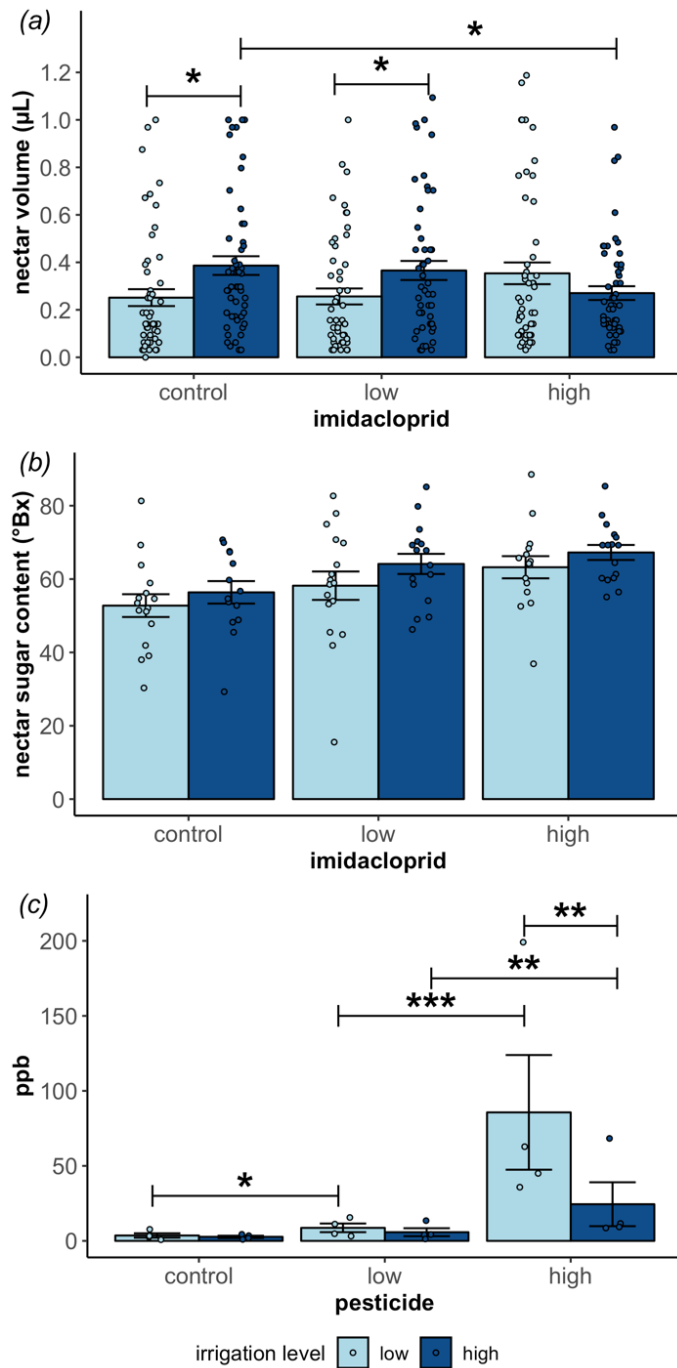 (a)
nectar volume (µL)
1.2
1.0
0.8
0.6
0.4
0.2
0.0
*
*
*
control low high
imidacloprid
(b)
nectar sugar content (°Bx)
80
60
40
20
0
control low high
imidacloprid
(c)
ppb
200
150
100
50
0
**
**
***
*
control low high
pesticide
irrigation level low high